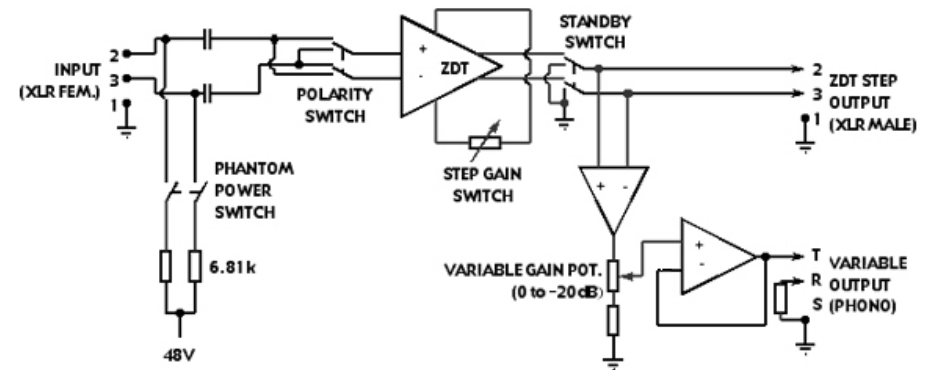 INPUT
(XLR FEM.)
2
3
1
POLARITY
SWITCH
PHANTOM
POWER
SWITCH
6.81k
48V
+
-
ZDT
STEP GAIN
SWITCH
STANDBY
SWITCH
2
3
1
ZDT STEP
OUTPUT
(XLR MALE)
+ -
VARIABLE GAIN POT.
(0 to -20dB)
+
-
T
R
S
VARIABLE
OUTPUT
(PHONO)